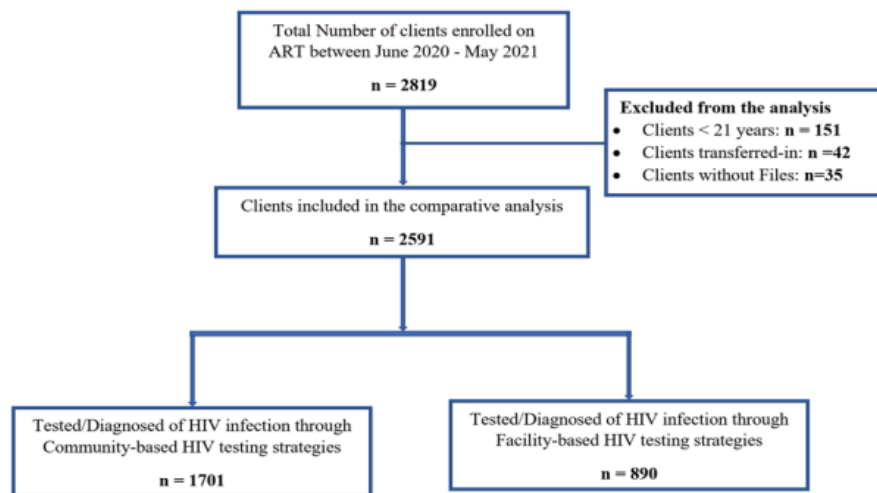 Total Number of clients enrolled on
ART between June 2020 - May 2021
n = 2819
Excluded from the analysis
• Clients < 21 years: n = 151
• Clients transferred-in: n =42
• Clients without Files: n=35
Clients included in the comparative analysis
n = 2591
Tested/Diagnosed of HIV infection through
Community-based HIV testing strategies
n = 1701
Tested/Diagnosed of HIV infection through
Facility-based HIV testing strategies
n = 890